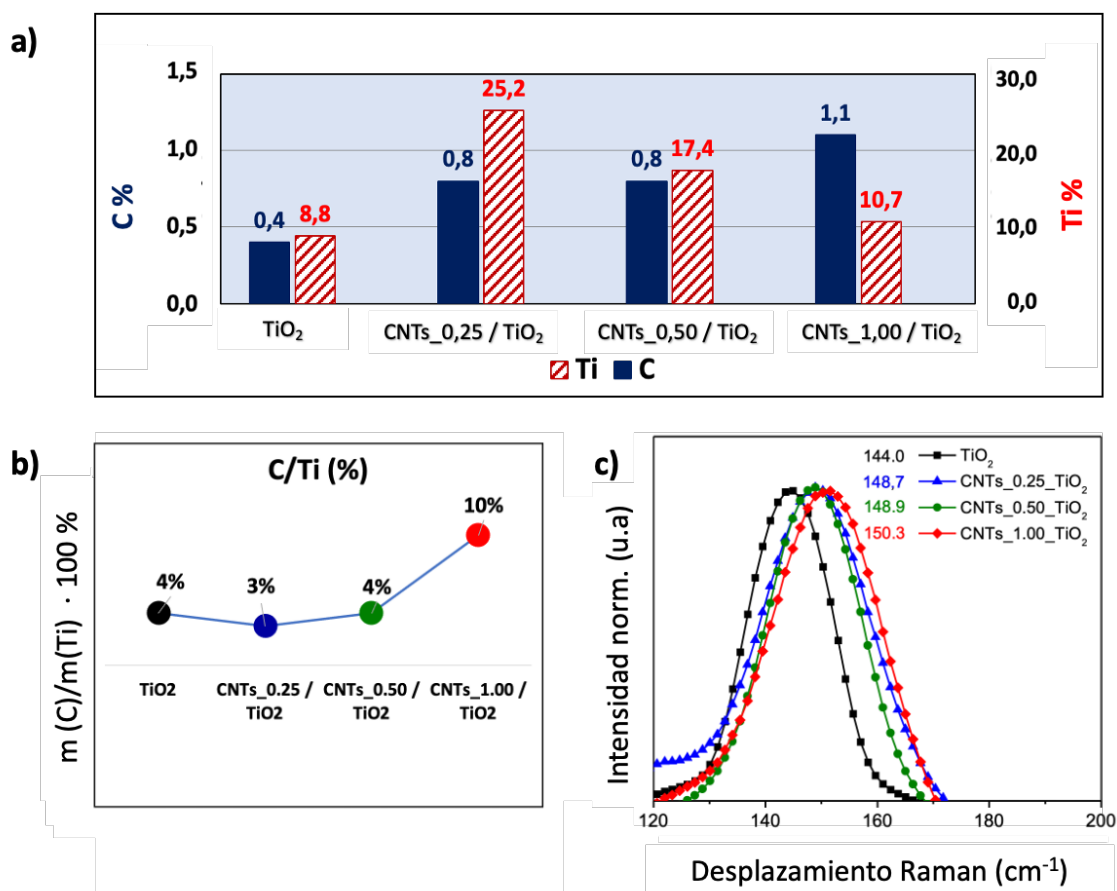 a)
C %
1,5
1,0
0,5
0,0
0,4
8,8
0,8
25,2
0,8
17,4
1,1
10,7
30,0
20,0
10,0
0,0
Ti %
TiO₂
CNTs_0,25 / TiO₂
CNTs_0,50 / TiO₂
CNTs_1,00 / TiO₂
Ti
C
b)
C/Ti (%)
m (C)/m(Ti) · 100 %
4%
3%
4%
10%
TiO2
CNTs_0.25 /
TiO2
CNTs_0.50 /
TiO2
CNTs_1.00 /
TiO2
c)
Intensidad norm. (u.a)
144.0 TiO₂
148,7 CNTs_0.25_TiO₂
148.9 CNTs_0.50_TiO₂
150.3 CNTs_1.00_TiO₂
120
140
160
180
200
Desplazamiento Raman (cm⁻¹)